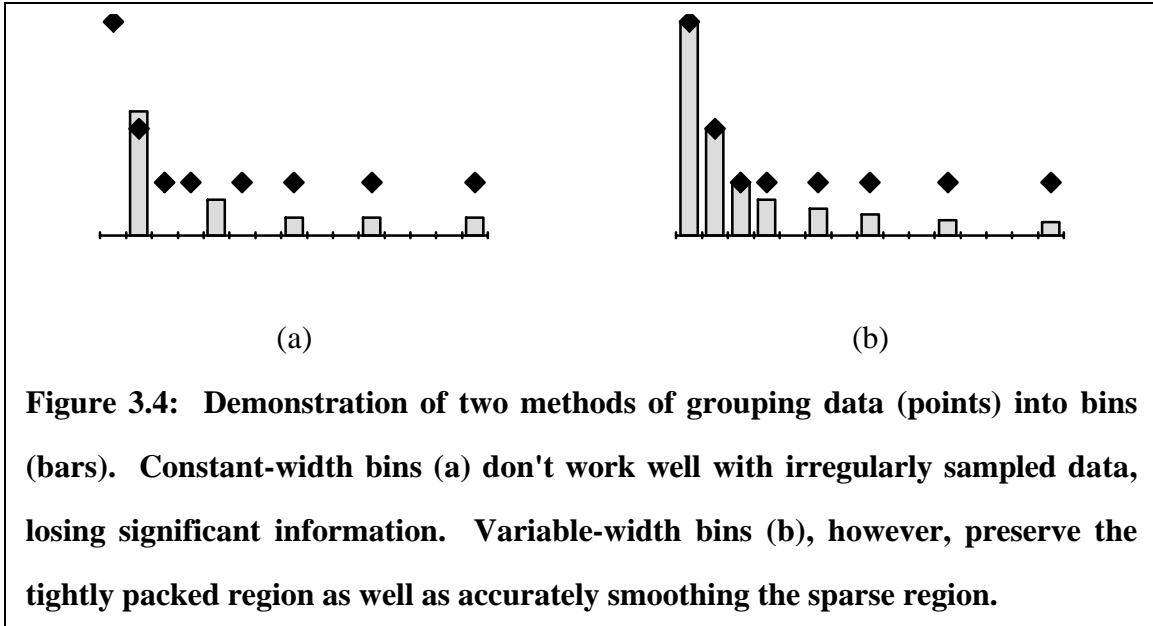 (a)
(b)
Figure 3.4: Demonstration of two methods of grouping data (points) into bins
(bars). Constant-width bins (a) don't work well with irregularly sampled data,
losing significant information. Variable-width bins (b), however, preserve the
tightly packed region as well as accurately smoothing the sparse region.